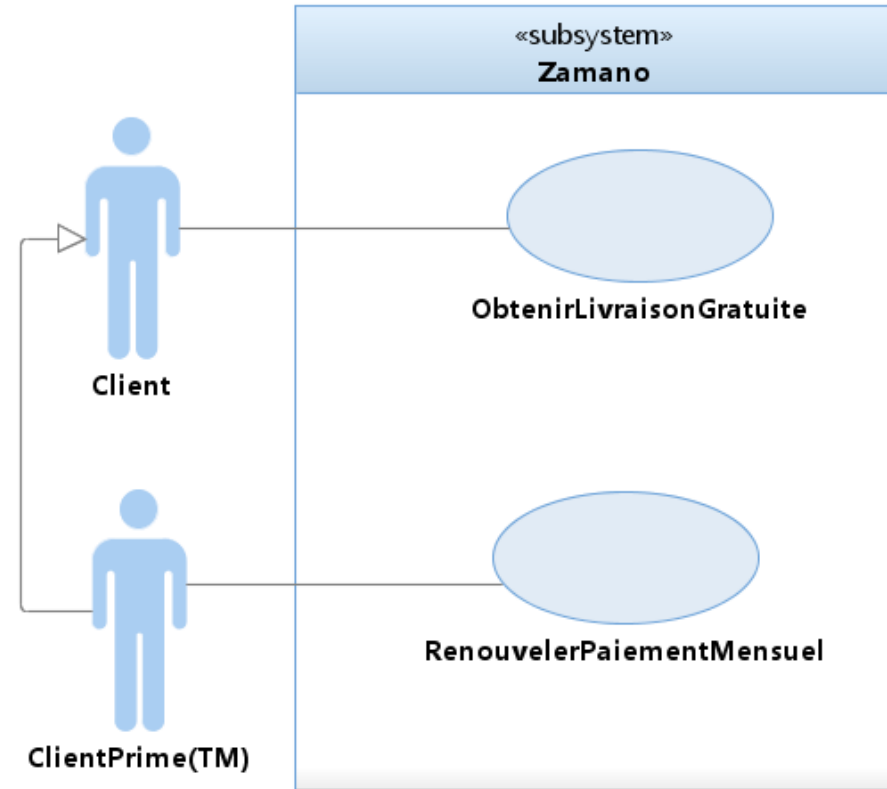 «subsystem»
Zamano
ObtenirLivraisonGratuite
Client
RenouvelerPaiementMensuel
ClientPrime(TM)